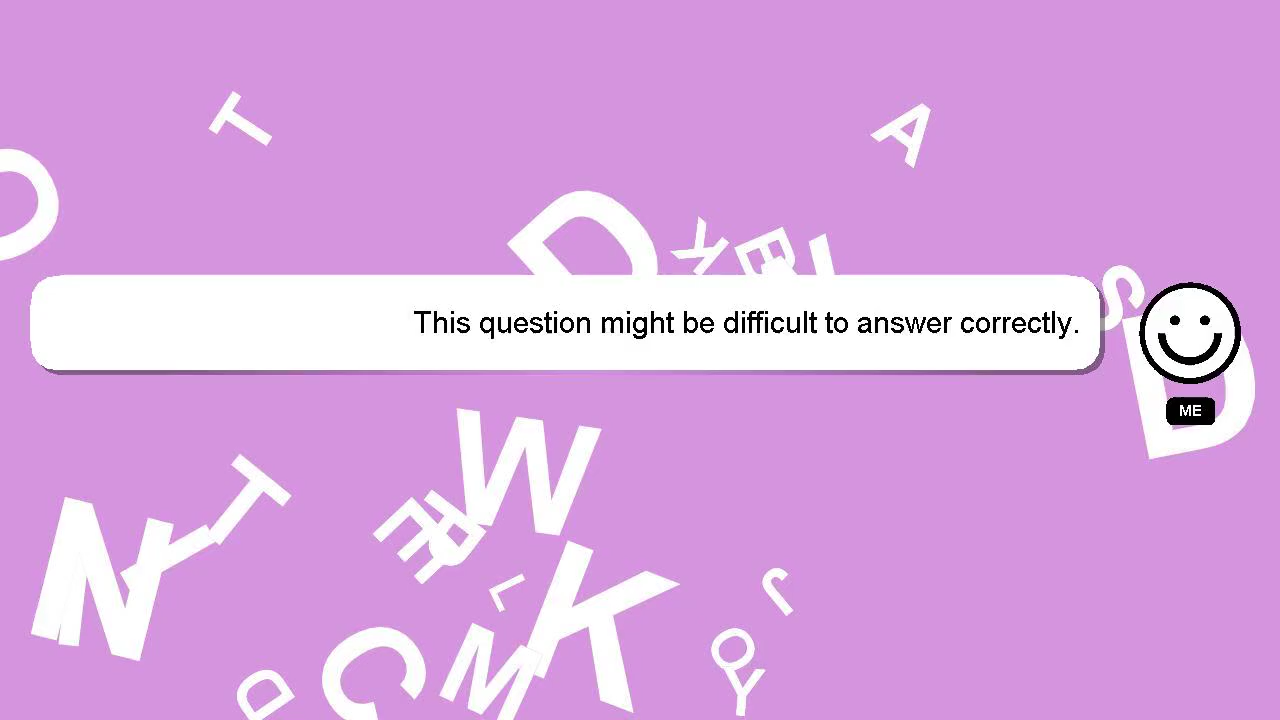 T
A
O
D
K
E
S
This question might be difficult to answer correctly.
D
ME
W
T
N
Y
E
R
L
K
J
C
M
O
Y
D